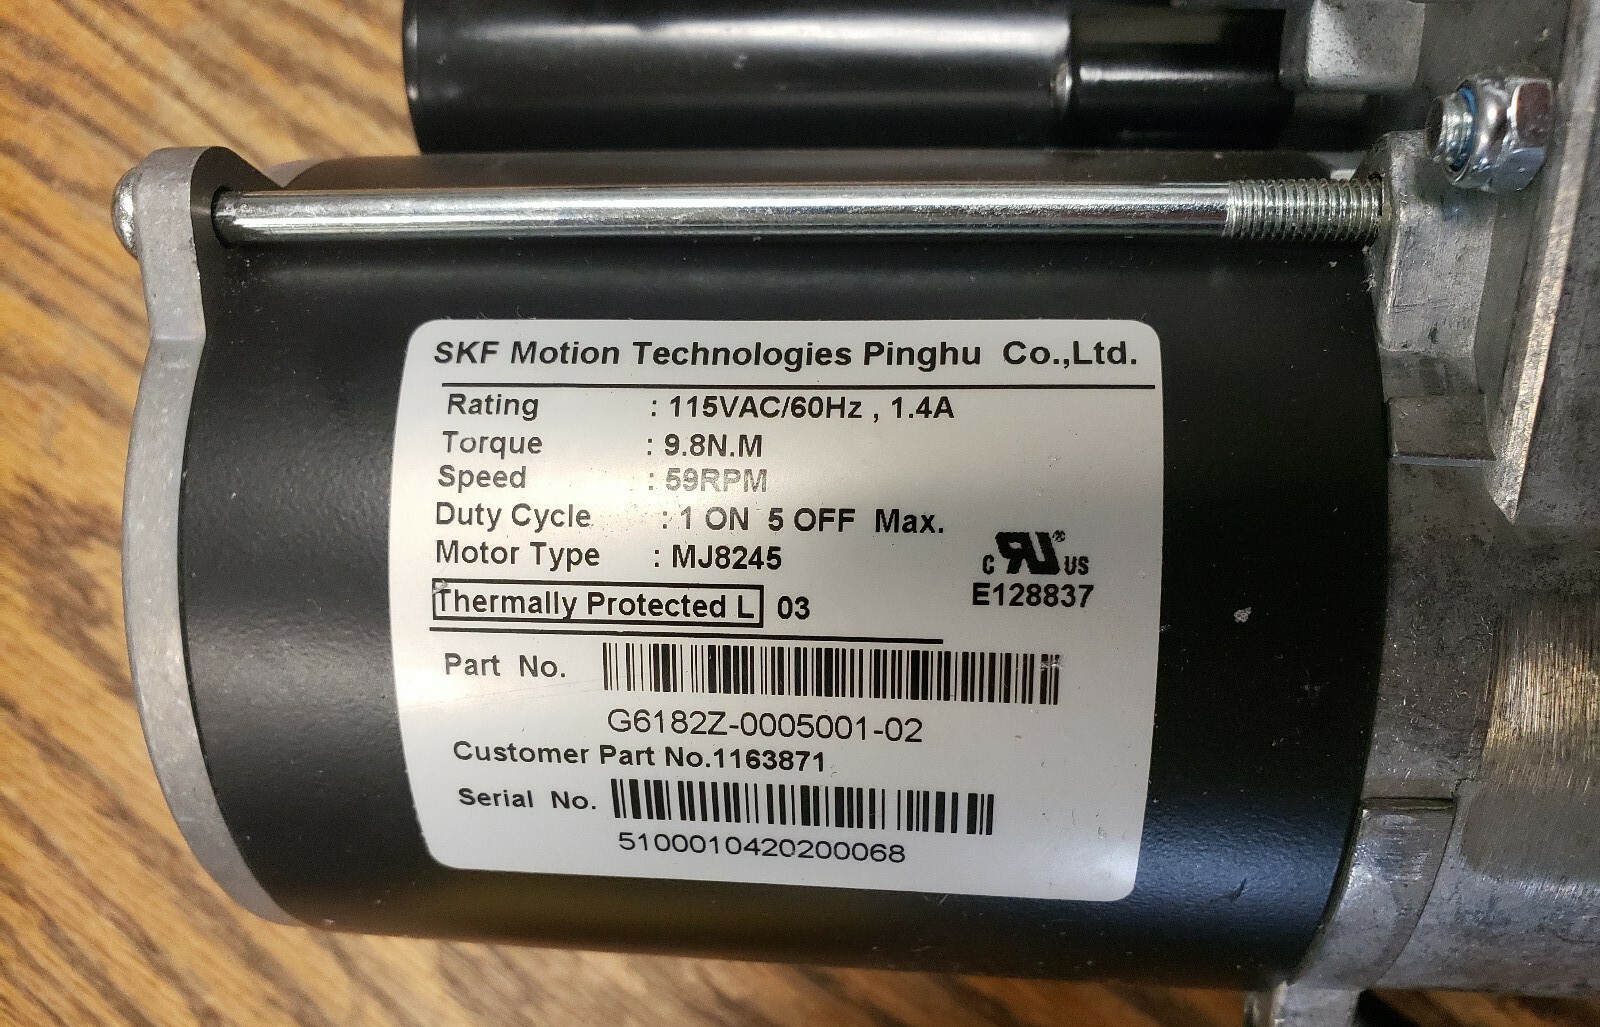 SKF Motion Technologies Pinghu Co.,Ltd.
Rating : 115VAC/60Hz , 1.4A
Torque : 9.8N.M
Speed : 59RPM
Duty Cycle : 1 ON 5 OFF Max.
Motor Type : MJ8245
c RU ® US
E128837
Thermally Protected L 03
Part No.
G6182Z-0005001-02
Customer Part No.1163871
Serial No.
5100010420200068